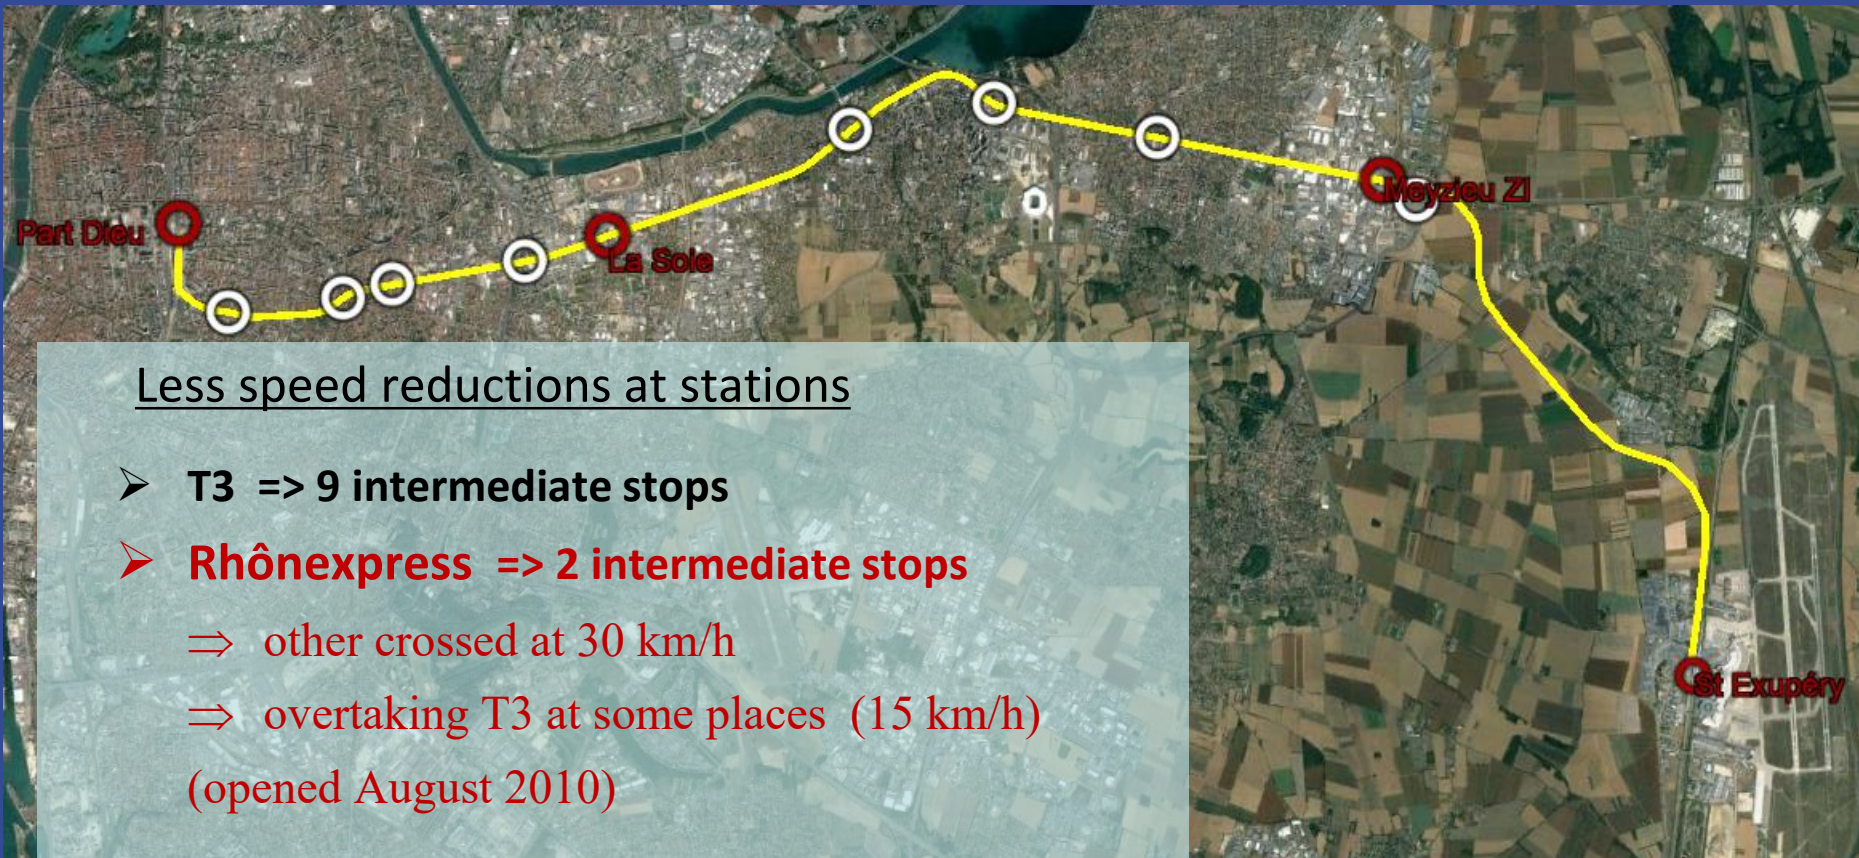 Part Dieu
La Soie
Meyzieu ZI
St Exupéry
Less speed reductions at stations
➢ T3 => 9 intermediate stops
➢ Rhônexpress => 2 intermediate stops
⇒ other crossed at 30 km/h
⇒ overtaking T3 at some places (15 km/h)
(opened August 2010)